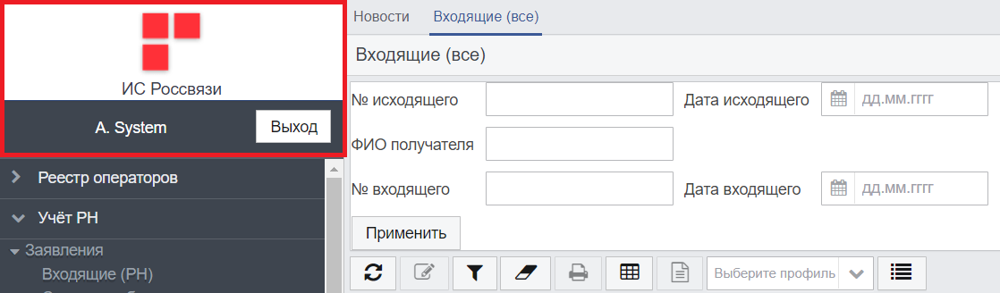 ИС Россвязи
A. System
Выход
Реестр операторов
Учёт РН
Заявления
Входящие (РН)
Новости
Входящие (все)
Входящие (все)
№ исходящего
Дата исходящего
дд.мм.гггг
ФИО получателя
№ входящего
Дата входящего
дд.мм.гггг
Применить
Выберите профиль